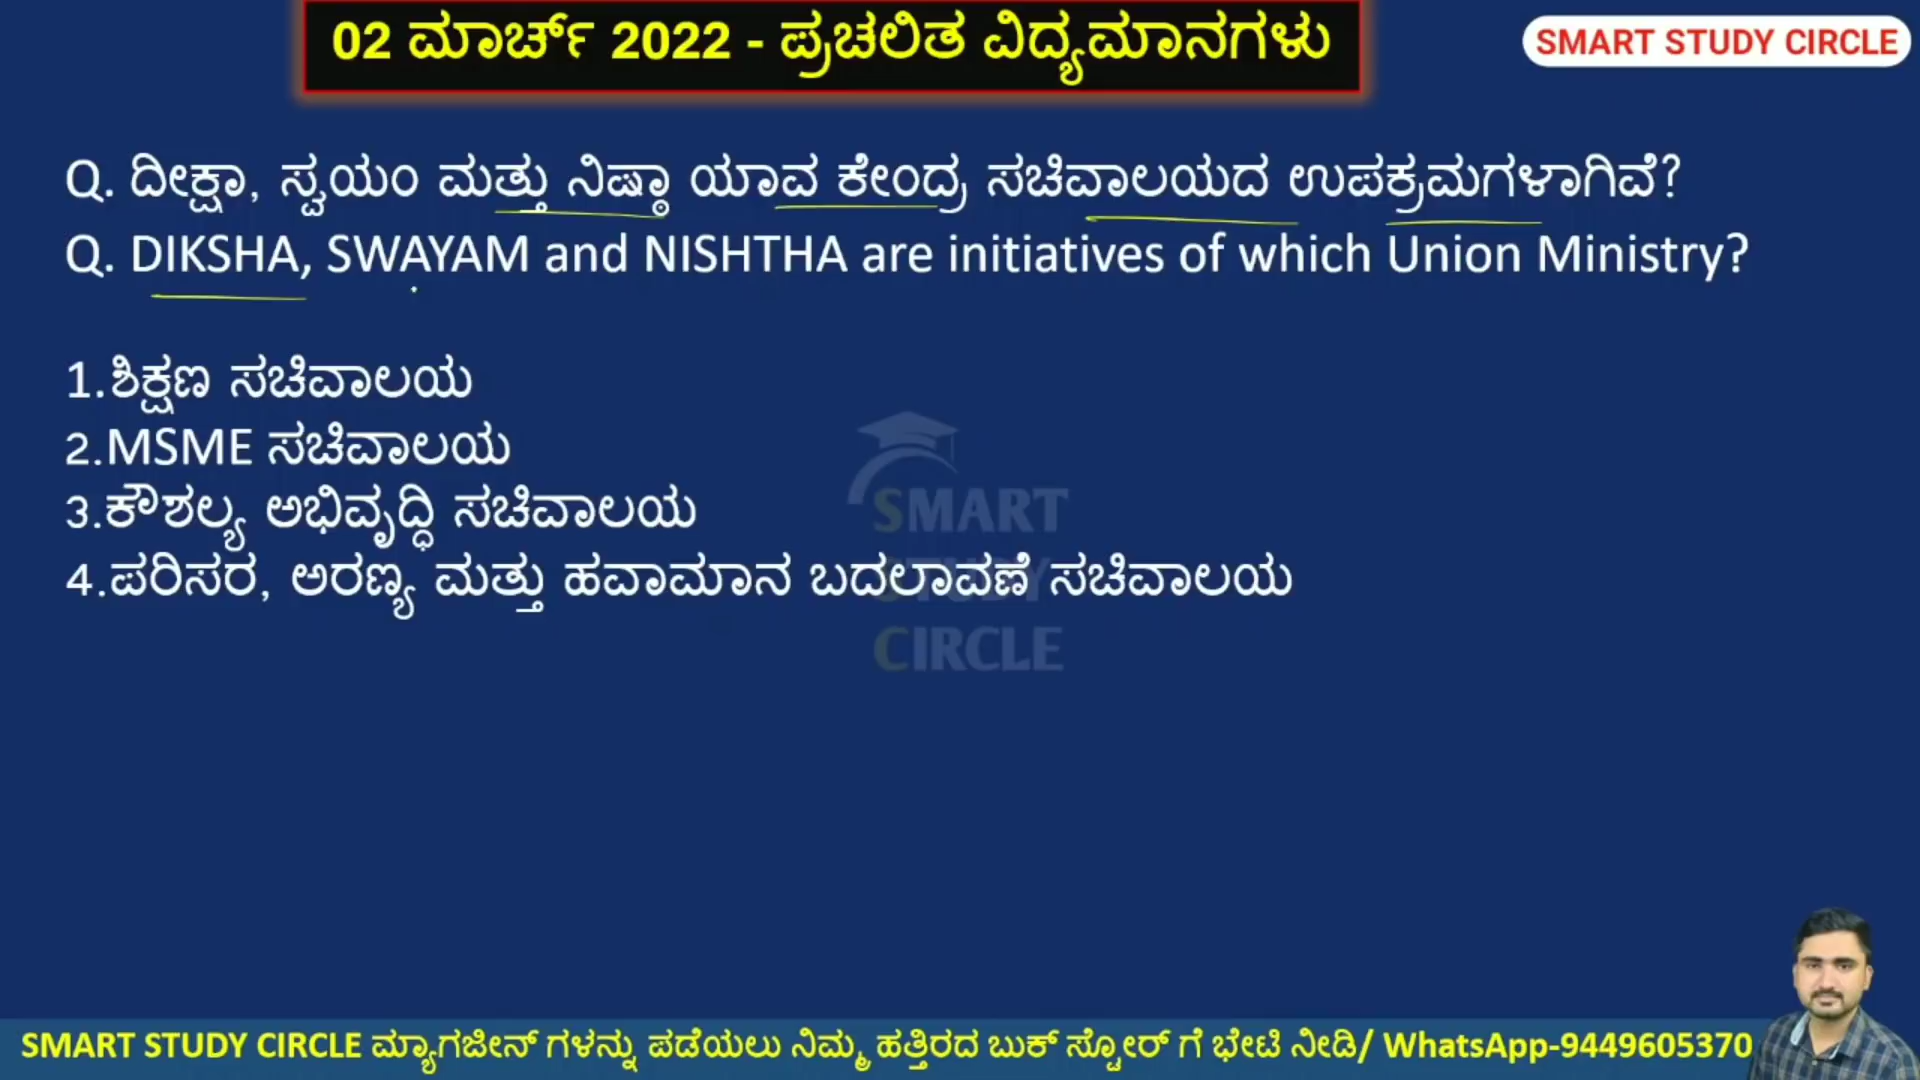 02 ಮಾರ್ಚ್ 2022 - ಪ್ರಚಲಿತ ವಿದ್ಯಮಾನಗಳು
SMART STUDY CIRCLE
Q. ದೀಕ್ಷಾ, ಸ್ವಯಂ ಮತ್ತು ನಿಷ್ಠಾ ಯಾವ ಕೇಂದ್ರ ಸಚಿವಾಲಯದ ಉಪಕ್ರಮಗಳಾಗಿವೆ?
Q. DIKSHA, SWAYAM and NISHTHA are initiatives of which Union Ministry?
1.ಶಿಕ್ಷಣ ಸಚಿವಾಲಯ
2.MSME ಸಚಿವಾಲಯ
3.ಕೌಶಲ್ಯ ಅಭಿವೃದ್ಧಿ ಸಚಿವಾಲಯ
4.ಪರಿಸರ, ಅರಣ್ಯ ಮತ್ತು ಹವಾಮಾನ ಬದಲಾವಣೆ ಸಚಿವಾಲಯ
SMART
STUDY
CIRCLE
SMART STUDY CIRCLE ಮ್ಯಾಗಜೀನ್ ಗಳನ್ನು ಪಡೆಯಲು ನಿಮ್ಮ ಹತ್ತಿರದ ಬುಕ್ ಸ್ಟೋರ್ ಗೆ ಭೇಟಿ ನೀಡಿ/ WhatsApp-9449605370